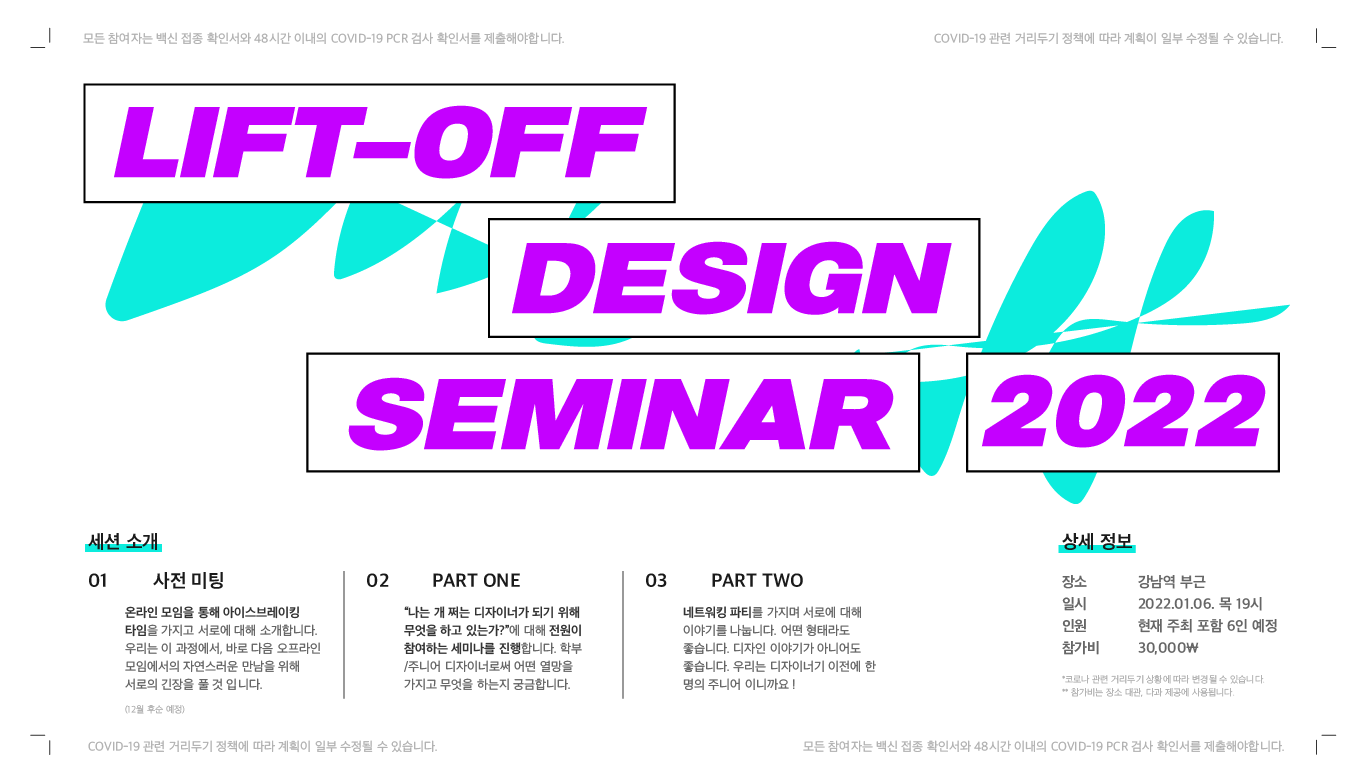 모든 참여자는 백신 접종 확인서와 48시간 이내의 COVID-19 PCR 검사 확인서를 제출해야합니다.
COVID-19 관련 거리두기 정책에 따라 계획이 일부 수정될 수 있습니다.
LIFT-OFF
DESIGN
SEMINAR
2022
세션 소개
01 사전 미팅
온라인 모임을 통해 아이스브레이킹
타임을 가지고 서로에 대해 소개합니다.
우리는 이 과정에서, 바로 다음 오프라인
모임에서의 자연스러운 만남을 위해
서로의 긴장을 풀 것 입니다.
(12월 후순 예정)
02 PART ONE
“나는 개 쩌는 디자이너가 되기 위해
무엇을 하고 있는가?”에 대해 전원이
참여하는 세미나를 진행합니다. 학부
/주니어 디자이너로써 어떤 열망을
가지고 무엇을 하는지 궁금합니다.
03 PART TWO
네트워킹 파티를 가지며 서로에 대해
이야기를 나눕니다. 어떤 형태라도
좋습니다. 디자인 이야기가 아니어도
좋습니다. 우리는 디자이너기 이전에 한
명의 주니어 이니까요 !
상세 정보
장소 강남역 부근
일시 2022.01.06. 목 19시
인원 현재 주최 포함 6인 예정
참가비 30,000₩
*코로나 관련 거리두기 상황에 따라 변경될 수 있습니다.
** 참가비는 장소 대관, 다과 제공에 사용됩니다.
COVID-19 관련 거리두기 정책에 따라 계획이 일부 수정될 수 있습니다.
모든 참여자는 백신 접종 확인서와 48시간 이내의 COVID-19 PCR 검사 확인서를 제출해야합니다.